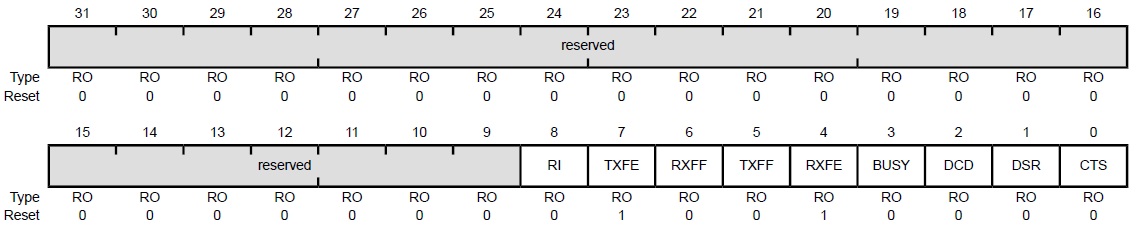 31 30 29 28 27 26 25 24 23 22 21 20 19 18 17 16
reserved
Type RO RO RO RO RO RO RO RO RO RO RO RO RO RO RO RO
Reset 0 0 0 0 0 0 0 0 0 0 0 0 0 0 0 0
15 14 13 12 11 10 9 8 7 6 5 4 3 2 1 0
reserved RI TXFE RXFF TXFF RXFE BUSY DCD DSR CTS
Type RO RO RO RO RO RO RO RO RO RO RO RO RO RO RO RO
Reset 0 0 0 0 0 0 0 0 1 0 0 1 0 0 0 0